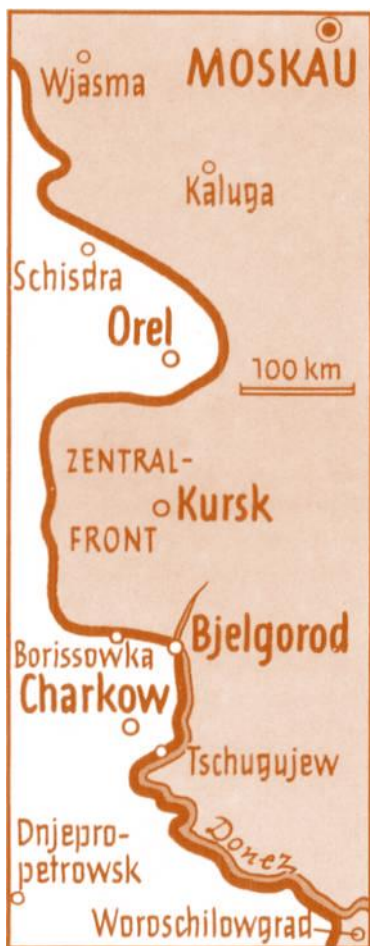 MOSKAU
Wjasma
Kaluga
Schisdra
Orel
100 km
ZENTRAL-
FRONT
Kursk
Bjelgorod
Borissowka
Charkow
Tschugujew
Donez
Dnjepro-
petrowsk
Woroschilowgrad